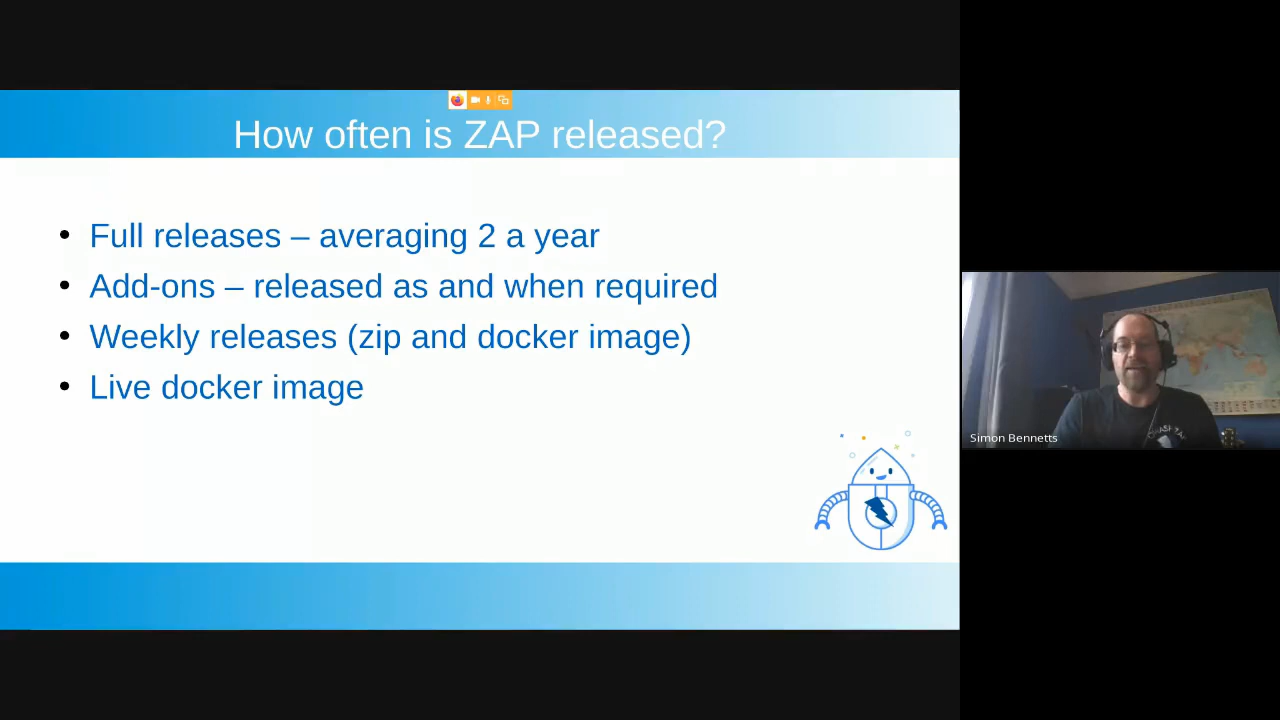 How often is ZAP released?
• Full releases – averaging 2 a year
• Add-ons – released as and when required
• Weekly releases (zip and docker image)
• Live docker image
Simon Bennetts